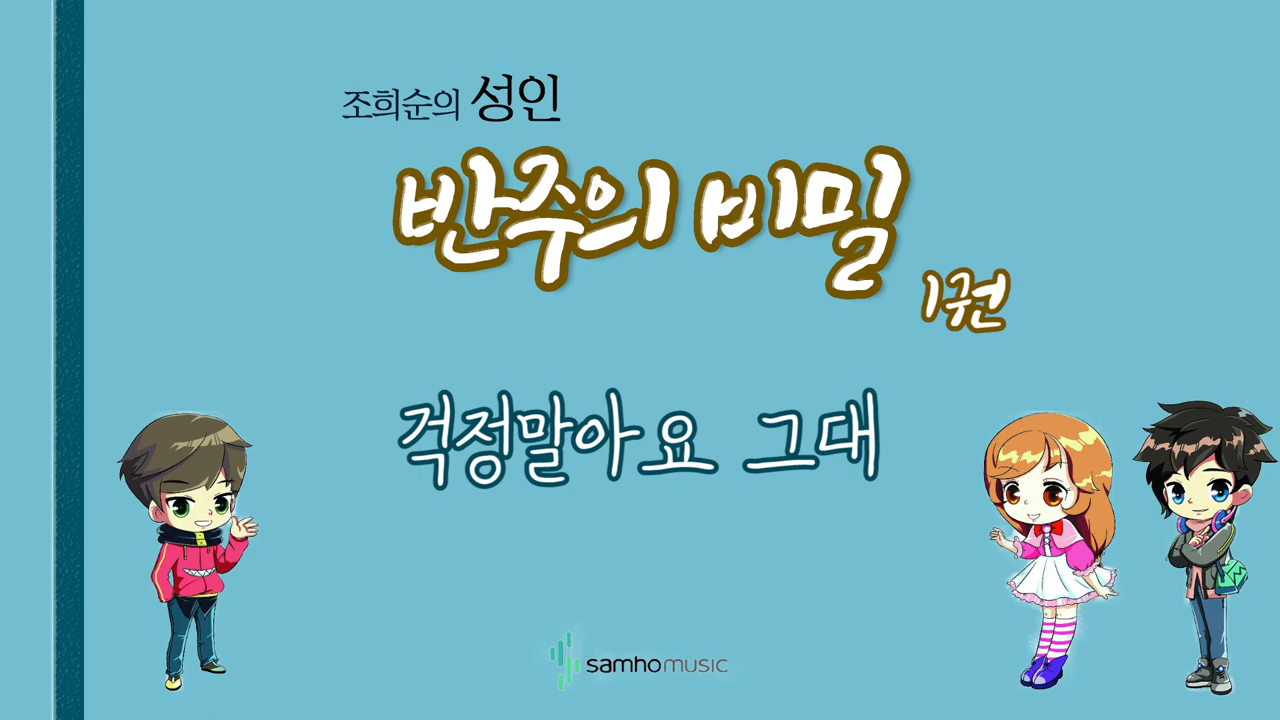 조희순의 성인
반주의 비밀
1권
걱정말아요 그대
samhomusic